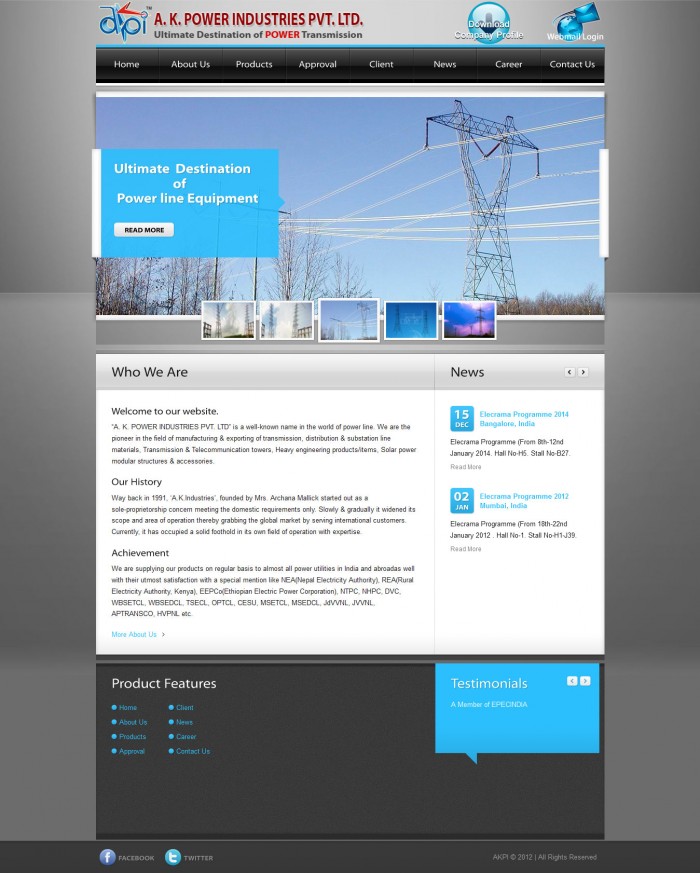 akpi TM
A. K. POWER INDUSTRIES PVT. LTD.
Ultimate Destination of POWER Transmission
Download
Company Profile
Webmail Login
Home About Us Products Approval Client News Career Contact Us
Ultimate Destination
of
Power line Equipment
READ MORE
Who We Are
Welcome to our website.
"A. K. POWER INDUSTRIES PVT. LTD" is a well-known name in the world of power line. We are the
pioneer in the field of manufacturing & exporting of transmission, distribution & substation line
materials, Transmission & Telecommunication towers, Heavy engineering products/items, Solar power
modular structures & accessories.
Our History
Way back in 1991, 'A.K.Industries', founded by Mrs. Archana Mallick started out as a
sole-proprietorship concern meeting the domestic requirements only. Slowly & gradually it widened its
scope and area of operation thereby grabbing the global market by serving international customers.
Currently, it has occupied a solid foothold in its own field of operation with expertise.
Achievement
We are supplying our products on regular basis to almost all power utilities in India and abroadas well
with their utmost satisfaction with a special mention like NEA(Nepal Electricity Authority), REA(Rural
Electricity Authority, Kenya), EEPCo(Ethiopian Electric Power Corporation), NTPC, NHPC, DVC,
WBSETCL, WBSEDCL, TSECL, OPTCL, CESU, MSETCL, MSEDCL, JdVVNL, JVVNL,
APTRANSCO, HVPNL etc.
More About Us >
News
15
DEC
Elecrama Programme 2014
Bangalore, India
Elecrama Programme (From 8th-12nd
January 2014. Hall No-H5. Stall No-B27.
Read More
02
JAN
Elecrama Programme 2012
Mumbai, India
Elecrama Programme (From 18th-22nd
January 2012 . Hall No-1. Stall No-H1-J39.
Read More
Product Features
Home
About Us
Products
Approval
Client
News
Career
Contact Us
Testimonials
A Member of EPECINDIA
FACEBOOK TWITTER
AKPI © 2012 | All Rights Reserved